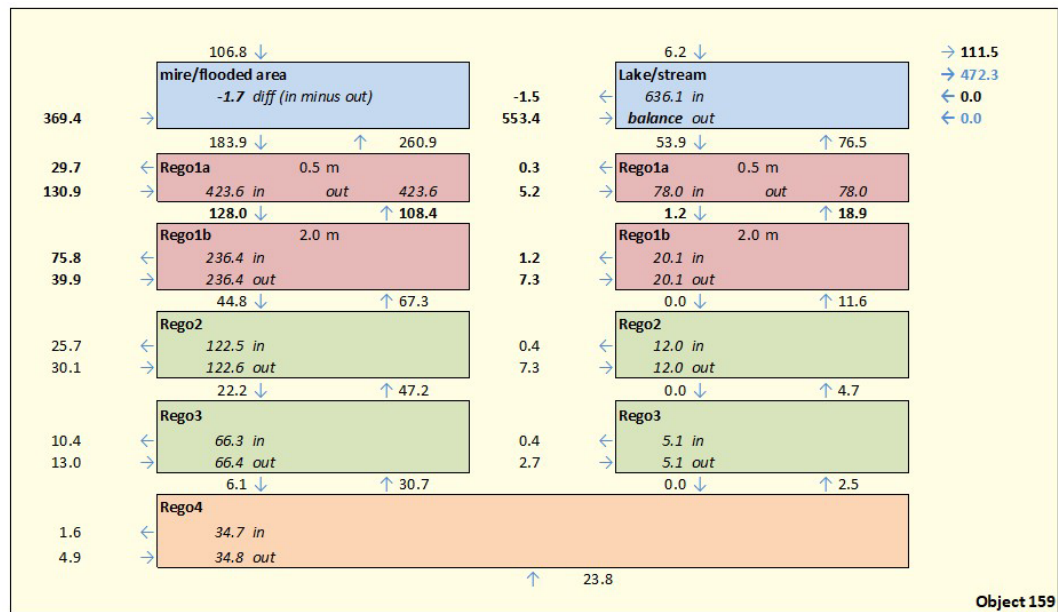 106.8 ↓ 6.2 ↓ → 111.5
mire/flooded area Lake/stream → 472.3
-1.7 diff (in minus out) -1.5 ← 636.1 in ← 0.0
369.4 → 553.4 → balance out ← 0.0
183.9 ↓ ↑ 260.9 53.9 ↓ ↑ 76.5
29.7 ← Rego1a 0.5 m 0.3 ← Rego1a 0.5 m
130.9 → 423.6 in out 423.6 5.2 → 78.0 in out 78.0
128.0 ↓ ↑ 108.4 1.2 ↓ ↑ 18.9
Rego1b 2.0 m Rego1b 2.0 m
75.8 ← 236.4 in 1.2 ← 20.1 in
39.9 → 236.4 out 7.3 → 20.1 out
44.8 ↓ ↑ 67.3 0.0 ↓ ↑ 11.6
Rego2 Rego2
25.7 ← 122.5 in 0.4 ← 12.0 in
30.1 → 122.6 out 7.3 → 12.0 out
22.2 ↓ ↑ 47.2 0.0 ↓ ↑ 4.7
Rego3 Rego3
10.4 ← 66.3 in 0.4 ← 5.1 in
13.0 → 66.4 out 2.7 → 5.1 out
6.1 ↓ ↑ 30.7 0.0 ↓ ↑ 2.5
Rego4
1.6 ← 34.7 in
4.9 → 34.8 out
↑ 23.8
Object 159